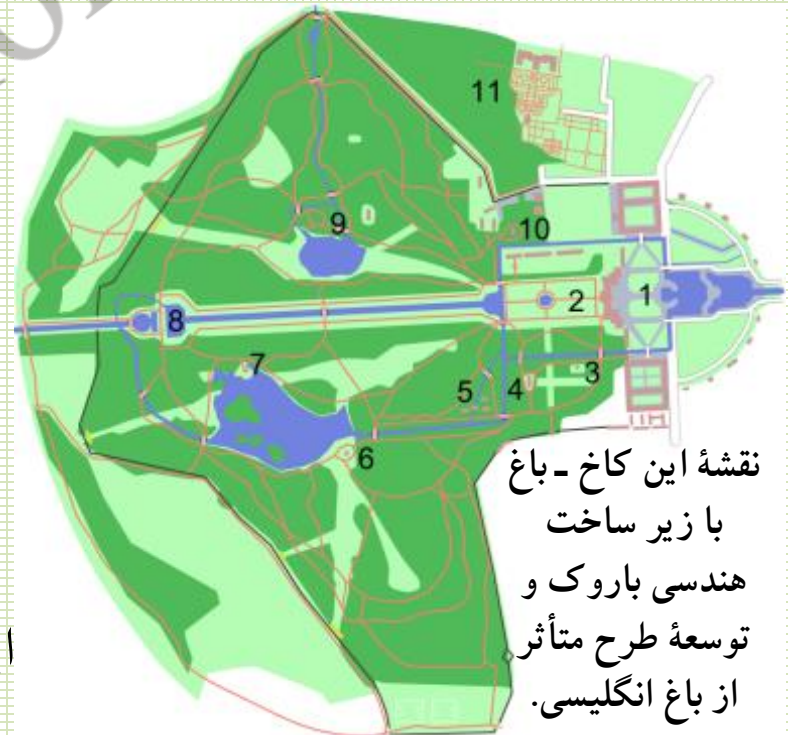 11
9
10
1
2
8
7
3
5
4
6
نقشهٔ این کاخ ـ باغ
با زیر ساخت
هندسی باروک و
توسعهٔ طرح متأثر
از باغ انگلیسی.